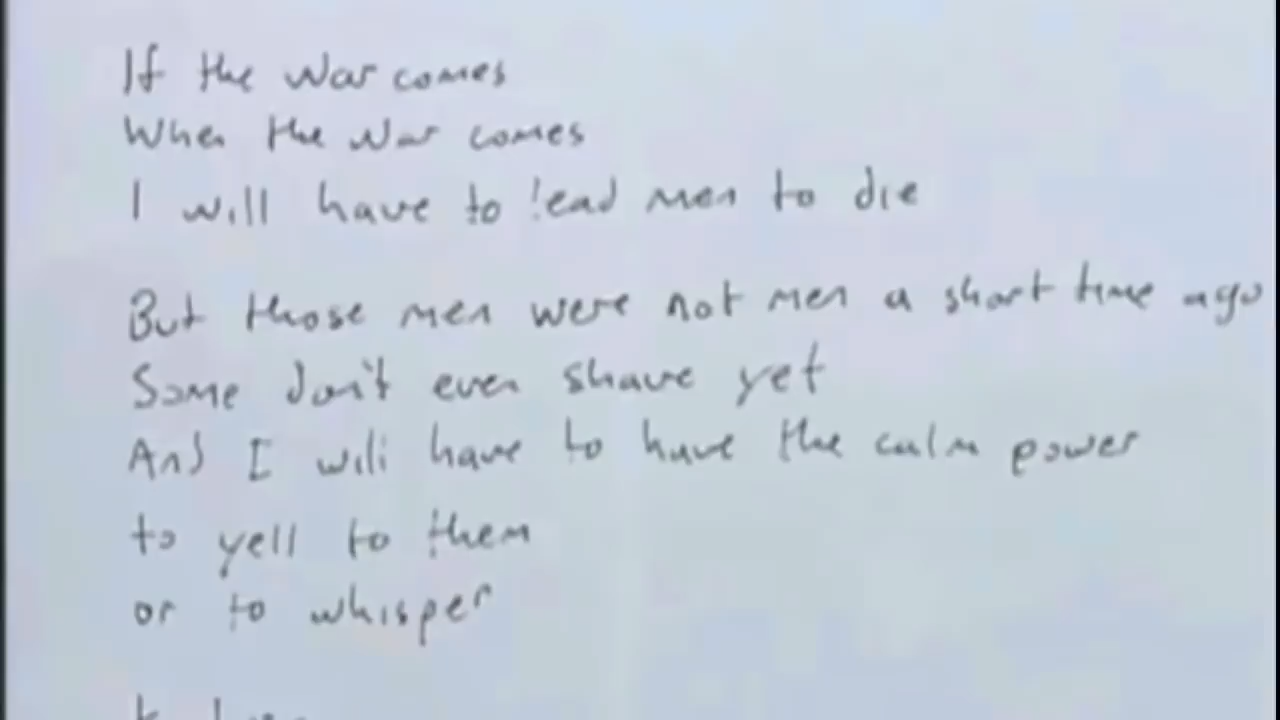 If the war comes
When the war comes
I will have to lead men to die
But those men were not men a short time ago
Some don't even shave yet
And I will have to have the calm power
to yell to them
or to whisper